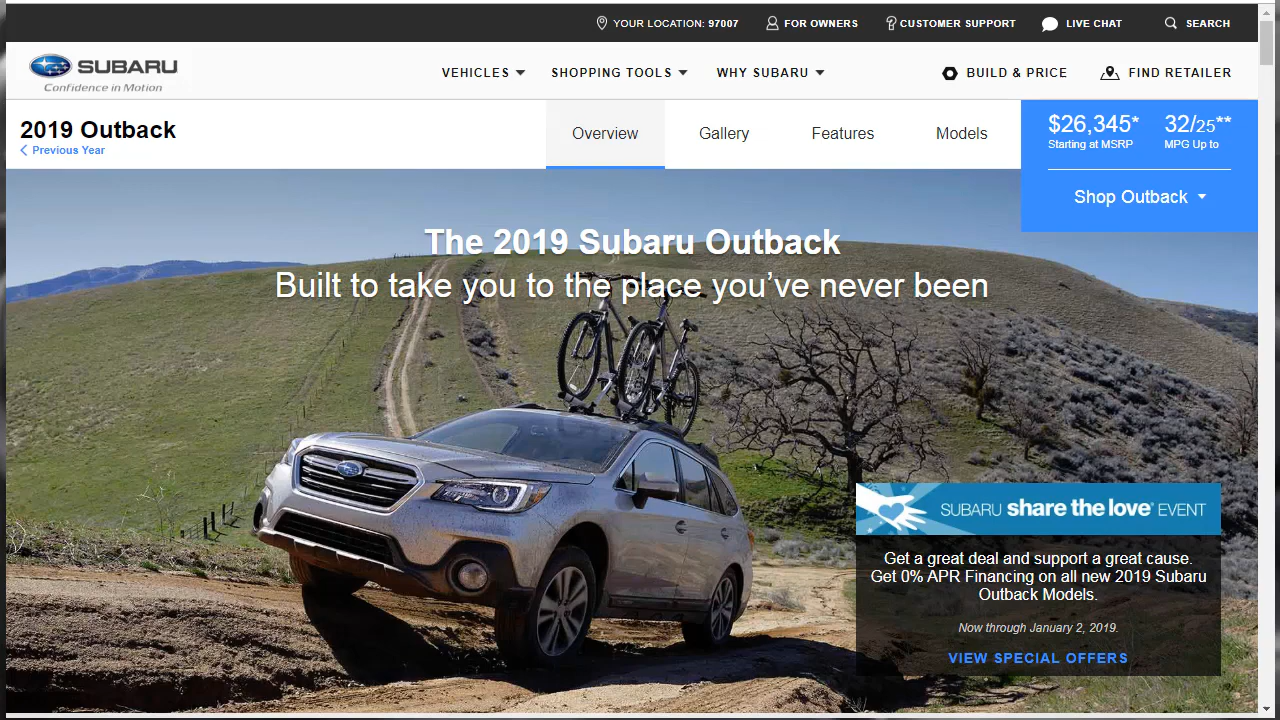 YOUR LOCATION: 97007
FOR OWNERS
CUSTOMER SUPPORT
LIVE CHAT
SEARCH
SUBARU
Confidence in Motion
VEHICLES
SHOPPING TOOLS
WHY SUBARU
BUILD & PRICE
FIND RETAILER
2019 Outback
Previous Year
Overview
Gallery
Features
Models
$26,345*
Starting at MSRP
32/25**
MPG Up to
Shop Outback
The 2019 Subaru Outback
Built to take you to the place you’ve never been
SUBARU share the love® EVENT
Get a great deal and support a great cause.
Get 0% APR Financing on all new 2019 Subaru
Outback Models.
Now through January 2, 2019.
VIEW SPECIAL OFFERS